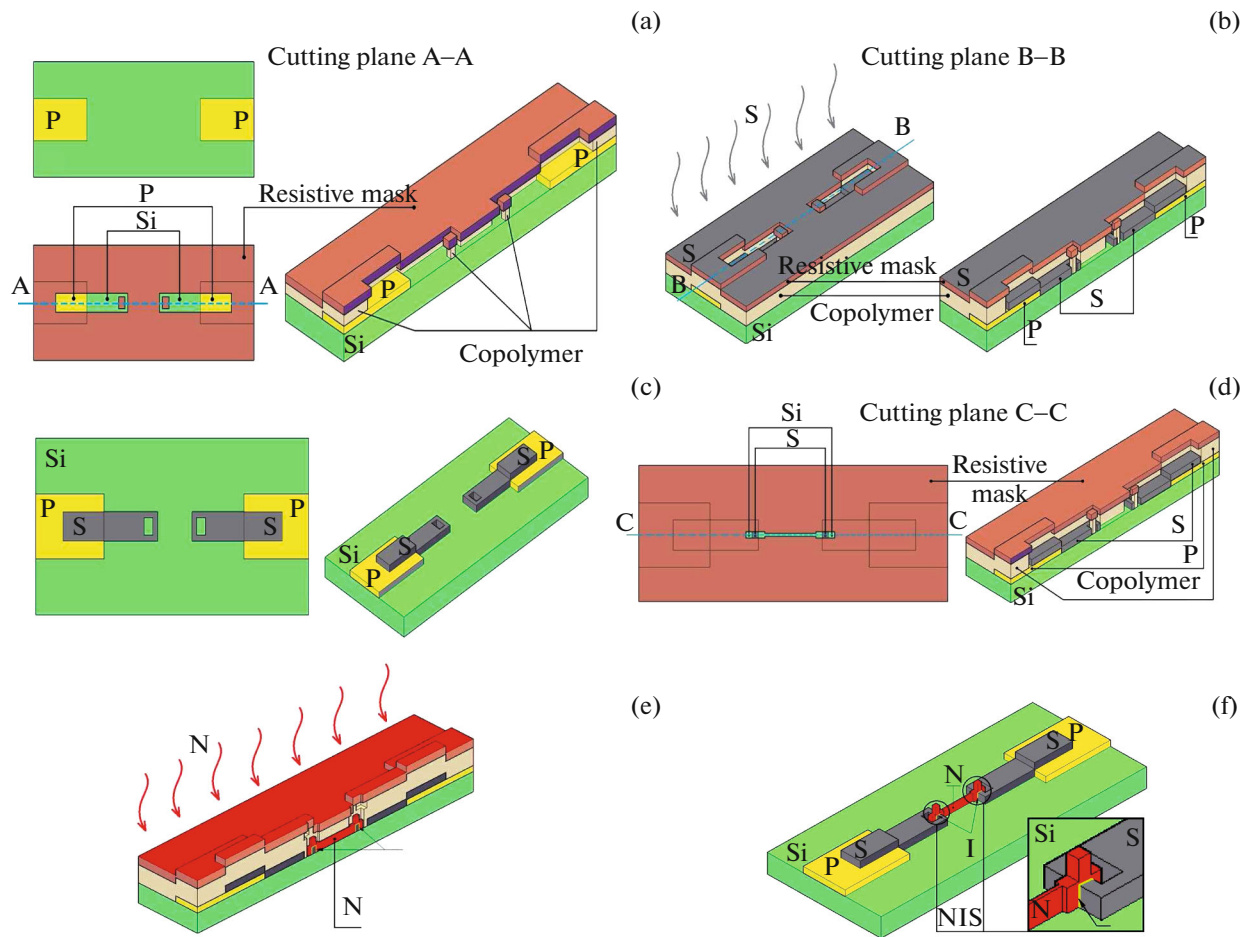 (a)
Cutting plane A–A
P
P
P
Si
Resistive mask
A
A
P
P
Si
Copolymer
(b)
Cutting plane B–B
S
B
S
B
Si
Resistive mask
Copolymer
S
P
S
P
(c)
Si
P
S
S
P
S
P
Si
S
P
(d)
Cutting plane C–C
Si
S
Resistive
mask
C
C
S
P
Copolymer
Si
(e)
N
N
(f)
S
P
N
Si
P
S
I
NIS
Si
S
N